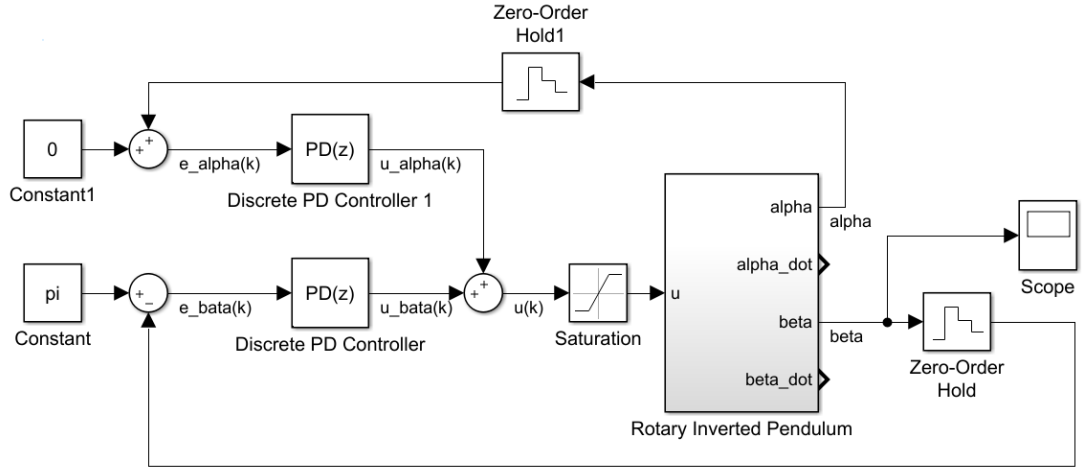 Zero-Order
Hold1
0
Constant1
+
+
e_alpha(k)
PD(z)
u_alpha(k)
Discrete PD Controller 1
pi
Constant
+
−
e_bata(k)
PD(z)
u_bata(k)
Discrete PD Controller
+
+
u(k)
Saturation
u
alpha
alpha_dot
beta
beta_dot
Rotary Inverted Pendulum
alpha
beta
Scope
Zero-Order
Hold